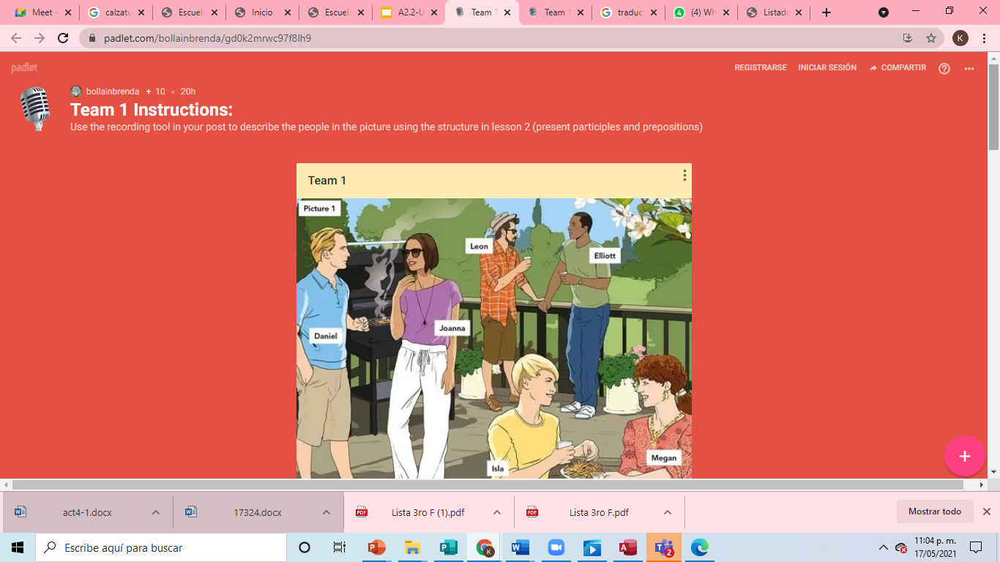 Meet -
calzatu
Escuel
Inicio
Escuel
A2.2-U
Team 1
Team 1
traduc
(4) Wh
Listado
padlet.com/bollainbrenda/gd0k2mrwc97f8lh9
K
padlet
REGISTRARSE
INICIAR SESIÓN
COMPARTIR
bollainbrenda + 10 • 20h
Team 1 Instructions:
Use the recording tool in your post to describe the people in the picture using the structure in lesson 2 (present participles and prepositions)
Team 1
Picture 1
Leon
Elliott
Daniel
Joanna
Isla
Megan
act4-1.docx
17324.docx
PDF
Lista 3ro F (1).pdf
PDF
Lista 3ro F.pdf
Mostrar todo
Escribe aquí para buscar
2
11:04 p. m.
17/05/2021